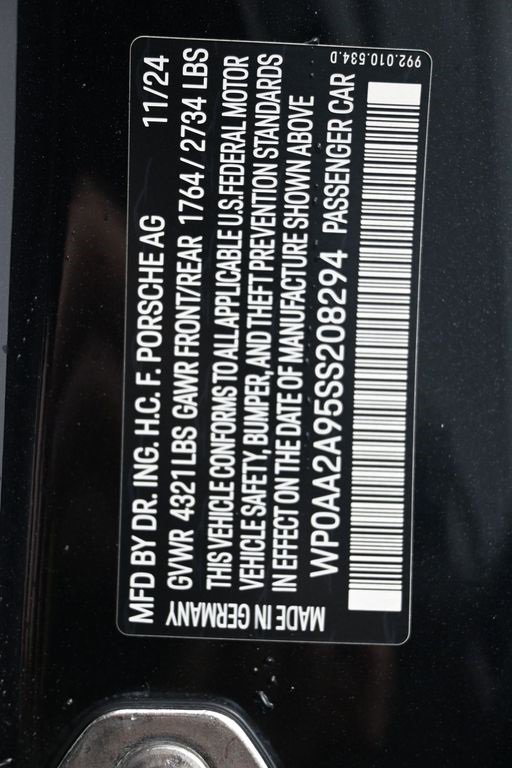 MFD BY DR. ING. H.C. F. PORSCHE AG 11/24
GVWR 4321 LBS GAWR FRONT/REAR 1764 / 2734 LBS
THIS VEHICLE CONFORMS TO ALL APPLICABLE U.S. FEDERAL MOTOR
VEHICLE SAFETY, BUMPER, AND THEFT PREVENTION STANDARDS
IN EFFECT ON THE DATE OF MANUFACTURE SHOWN ABOVE
WP0AA2A95SS208294 PASSENGER CAR
MADE IN GERMANY
992.010.534.D